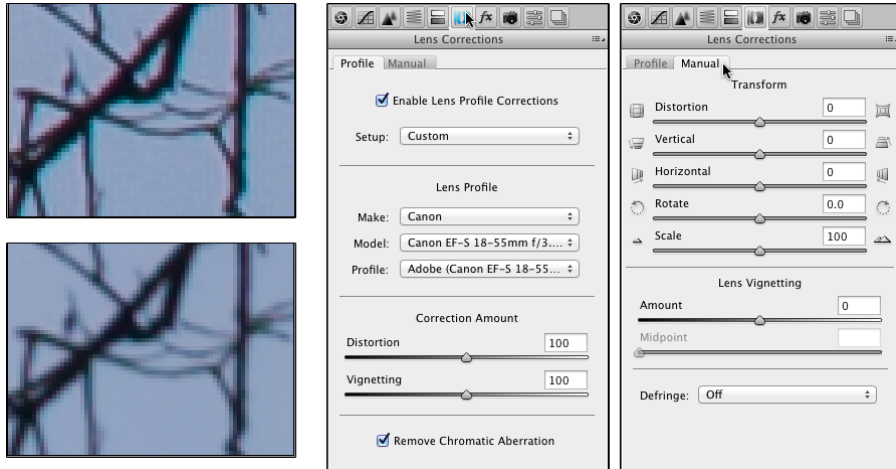 Lens Corrections
Profile Manual
Enable Lens Profile Corrections
Setup: Custom
Lens Profile
Make: Canon
Model: Canon EF-S 18-55mm f/3....
Profile: Adobe (Canon EF-S 18-55...
Correction Amount
Distortion 100
Vignetting 100
Remove Chromatic Aberration
Lens Corrections
Profile Manual
Transform
Distortion 0
Vertical 0
Horizontal 0
Rotate 0.0
Scale 100
Lens Vignetting
Amount 0
Midpoint
Defringe: Off